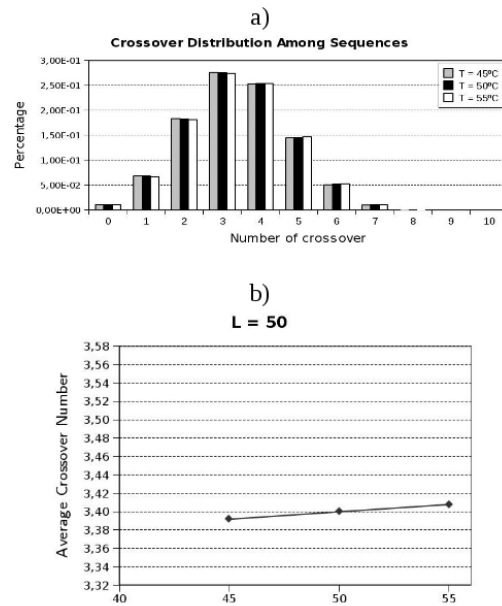 a)
Crossover Distribution Among Sequences
3,00E-01
2,50E-01
2,00E-01
1,50E-01
1,00E-01
5,00E-02
0,00E+00
Percentage
T = 45ºC
T = 50ºC
T = 55ºC
0 1 2 3 4 5 6 7 8 9 10
Number of crossover
b)
L = 50
Average Crossover Number
3,58
3,56
3,54
3,52
3,50
3,48
3,46
3,44
3,42
3,40
3,38
3,36
3,34
3,32
40 45 50 55